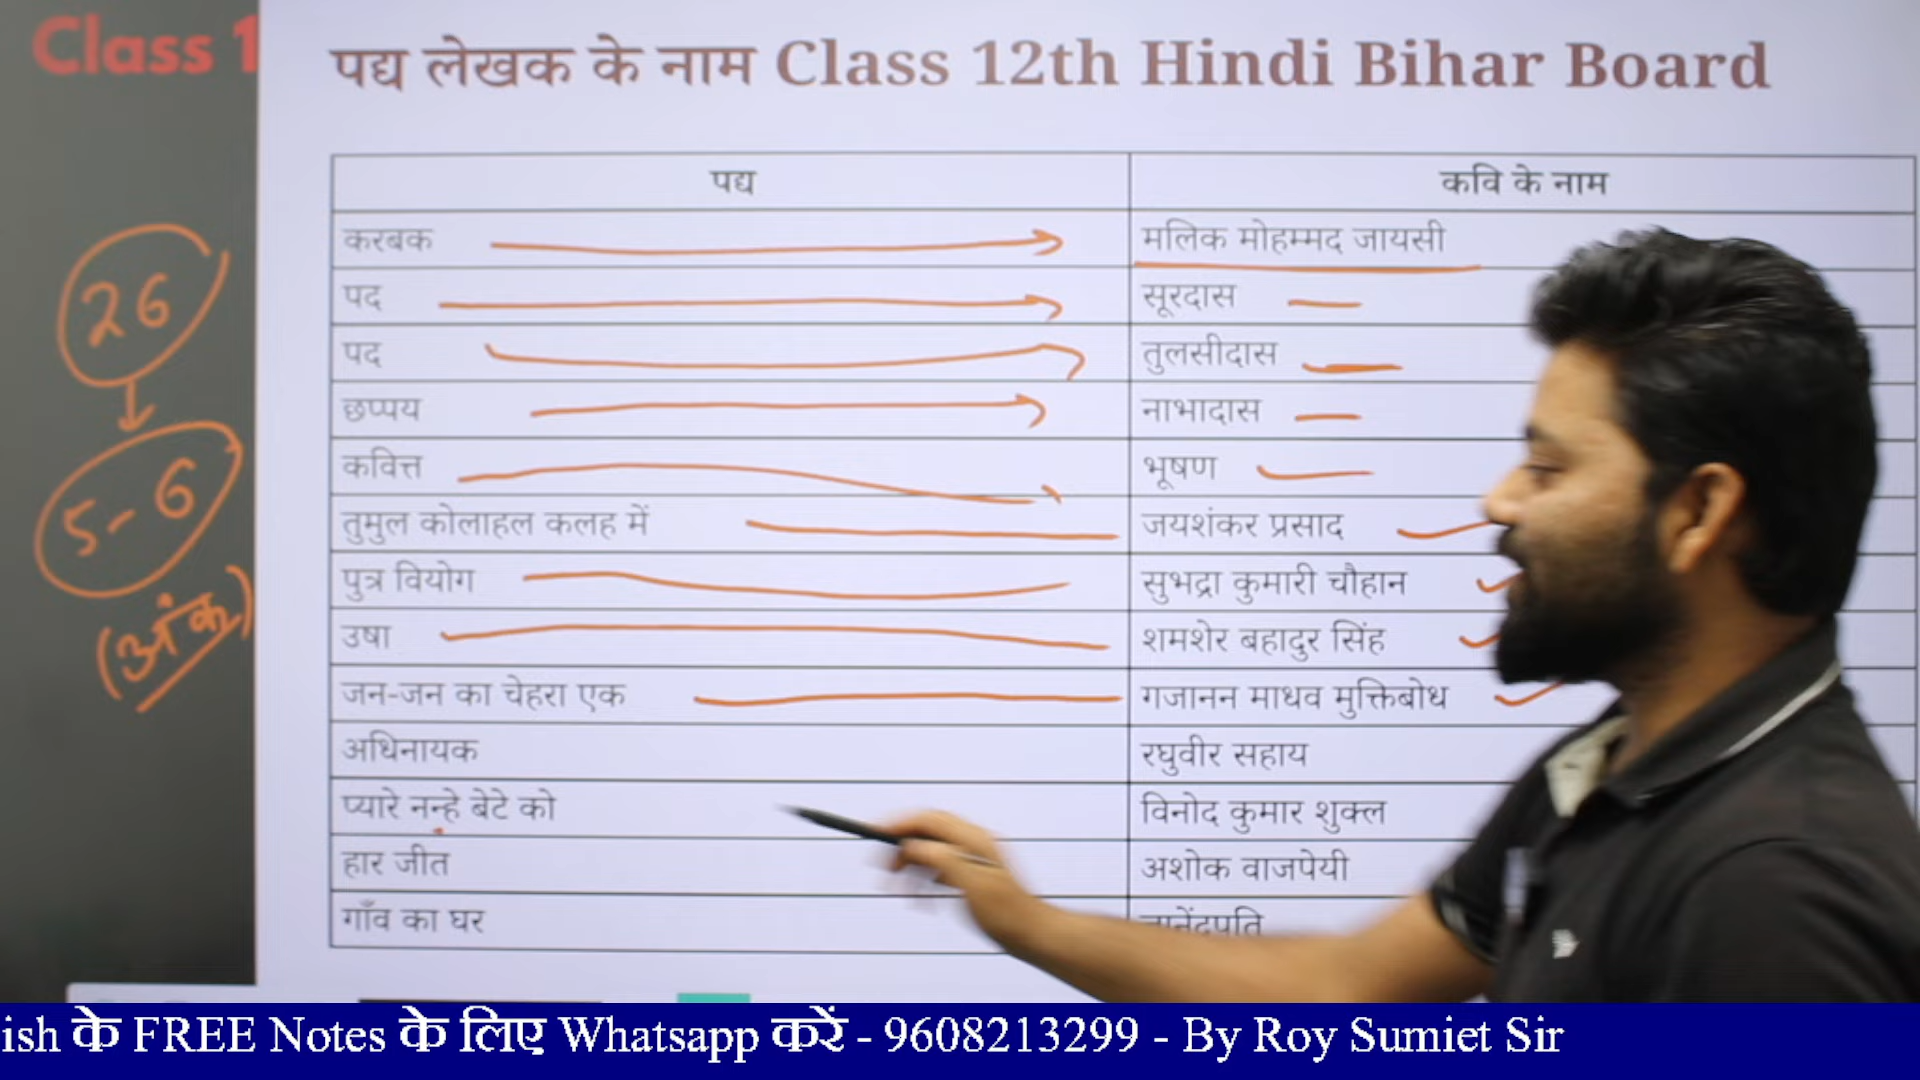 Class 1
पद्य लेखक के नाम Class 12th Hindi Bihar Board
पद्य कवि के नाम
करबक मलिक मोहम्मद जायसी
पद सूरदास
पद तुलसीदास
छप्पय नाभादास
कवित्त भूषण
तुमुल कोलाहल कलह में जयशंकर प्रसाद
पुत्र वियोग सुभद्रा कुमारी चौहान
उषा शमशेर बहादुर सिंह
जन-जन का चेहरा एक गजानन माधव मुक्तिबोध
अधिनायक रघुवीर सहाय
प्यारे नन्हे बेटे को विनोद कुमार शुक्ल
हार जीत अशोक वाजपेयी
गाँव का घर
26
5-6
(अंक)
ish के FREE Notes के लिए Whatsapp करें - 9608213299 - By Roy Sumiet Sir